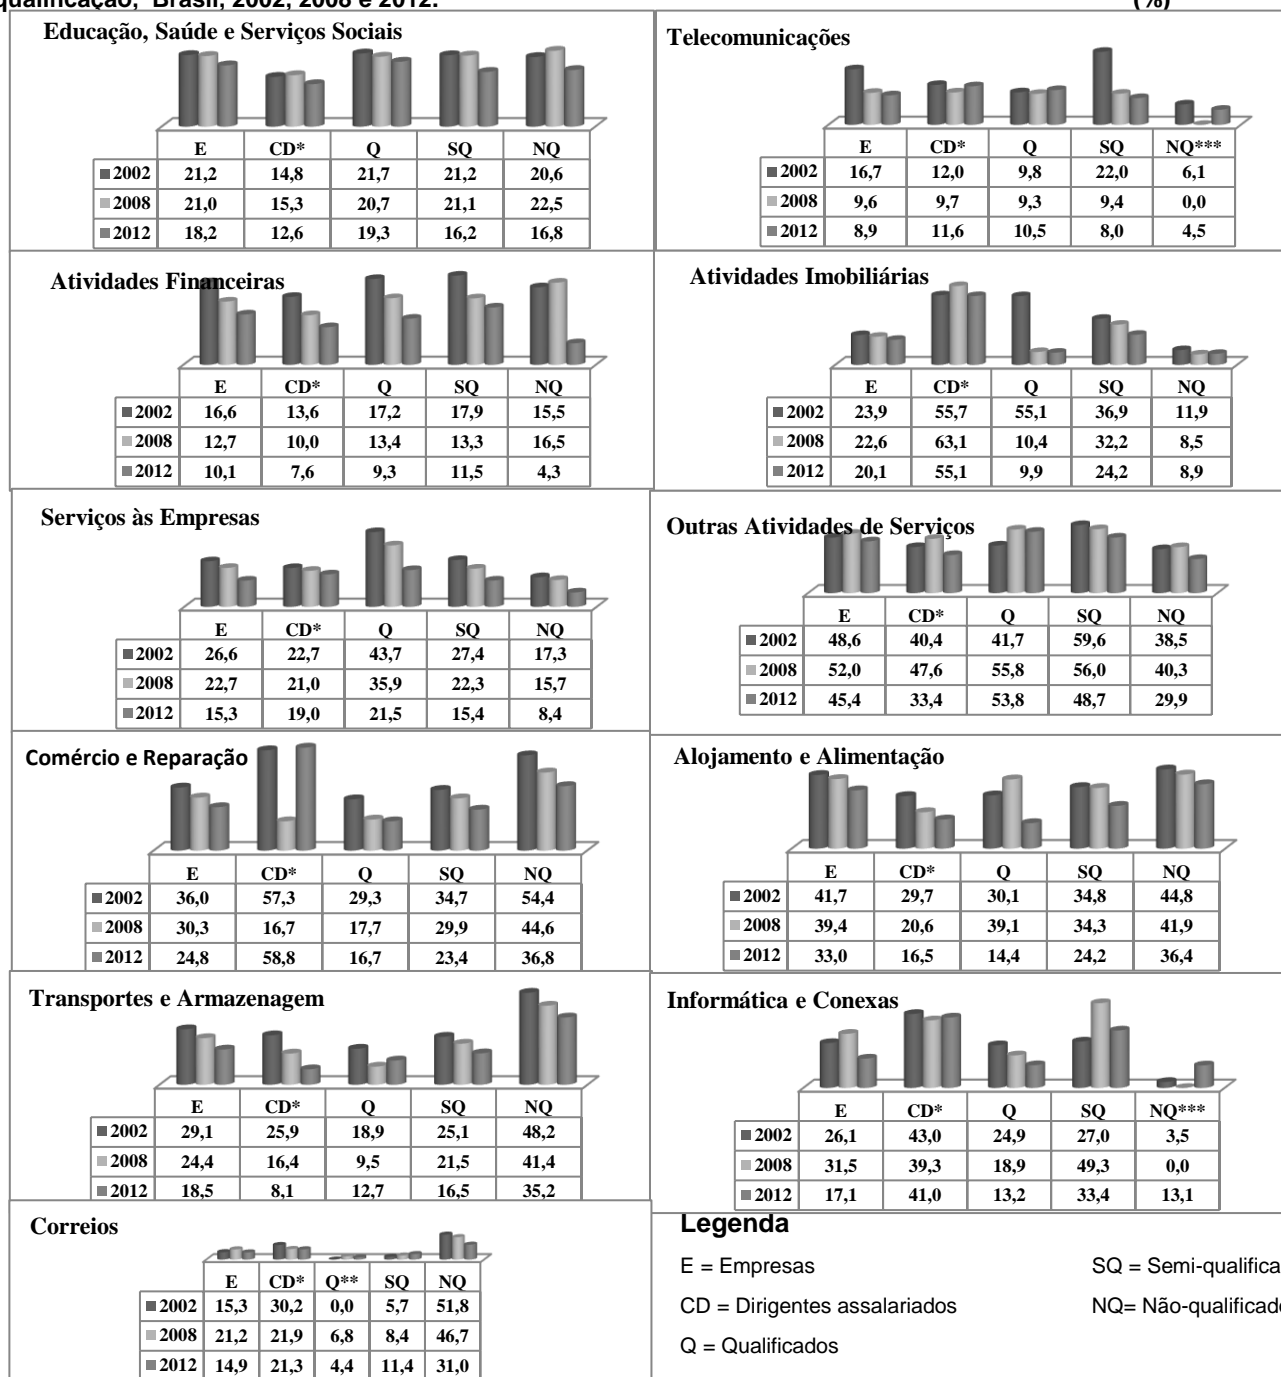 qualificação, Brasil, 2002, 2008 e 2012. (%)
Educação, Saúde e Serviços Sociais
E CD* Q SQ NQ
2002 21,2 14,8 21,7 21,2 20,6
2008 21,0 15,3 20,7 21,1 22,5
2012 18,2 12,6 19,3 16,2 16,8
Telecomunicações
E CD* Q SQ NQ***
2002 16,7 12,0 9,8 22,0 6,1
2008 9,6 9,7 9,3 9,4 0,0
2012 8,9 11,6 10,5 8,0 4,5
Atividades Financeiras
E CD* Q SQ NQ
2002 16,6 13,6 17,2 17,9 15,5
2008 12,7 10,0 13,4 13,3 16,5
2012 10,1 7,6 9,3 11,5 4,3
Atividades Imobiliárias
E CD* Q SQ NQ
2002 23,9 55,7 55,1 36,9 11,9
2008 22,6 63,1 10,4 32,2 8,5
2012 20,1 55,1 9,9 24,2 8,9
Serviços às Empresas
E CD* Q SQ NQ
2002 26,6 22,7 43,7 27,4 17,3
2008 22,7 21,0 35,9 22,3 15,7
2012 15,3 19,0 21,5 15,4 8,4
Outras Atividades de Serviços
E CD* Q SQ NQ
2002 48,6 40,4 41,7 59,6 38,5
2008 52,0 47,6 55,8 56,0 40,3
2012 45,4 33,4 53,8 48,7 29,9
Comércio e Reparação
E CD* Q SQ NQ
2002 36,0 57,3 29,3 34,7 54,4
2008 30,3 16,7 17,7 29,9 44,6
2012 24,8 58,8 16,7 23,4 36,8
Alojamento e Alimentação
E CD* Q SQ NQ
2002 41,7 29,7 30,1 34,8 44,8
2008 39,4 20,6 39,1 34,3 41,9
2012 33,0 16,5 14,4 24,2 36,4
Transportes e Armazenagem
E CD* Q SQ NQ
2002 29,1 25,9 18,9 25,1 48,2
2008 24,4 16,4 9,5 21,5 41,4
2012 18,5 8,1 12,7 16,5 35,2
Informática e Conexas
E CD* Q SQ NQ***
2002 26,1 43,0 24,9 27,0 3,5
2008 31,5 39,3 18,9 49,3 0,0
2012 17,1 41,0 13,2 33,4 13,1
Correios
E CD* Q** SQ NQ
2002 15,3 30,2 0,0 5,7 51,8
2008 21,2 21,9 6,8 8,4 46,7
2012 14,9 21,3 4,4 11,4 31,0
Legenda
E = Empresas SQ = Semi-qualifica
CD = Dirigentes assalariados NQ= Não-qualificad
Q = Qualificados